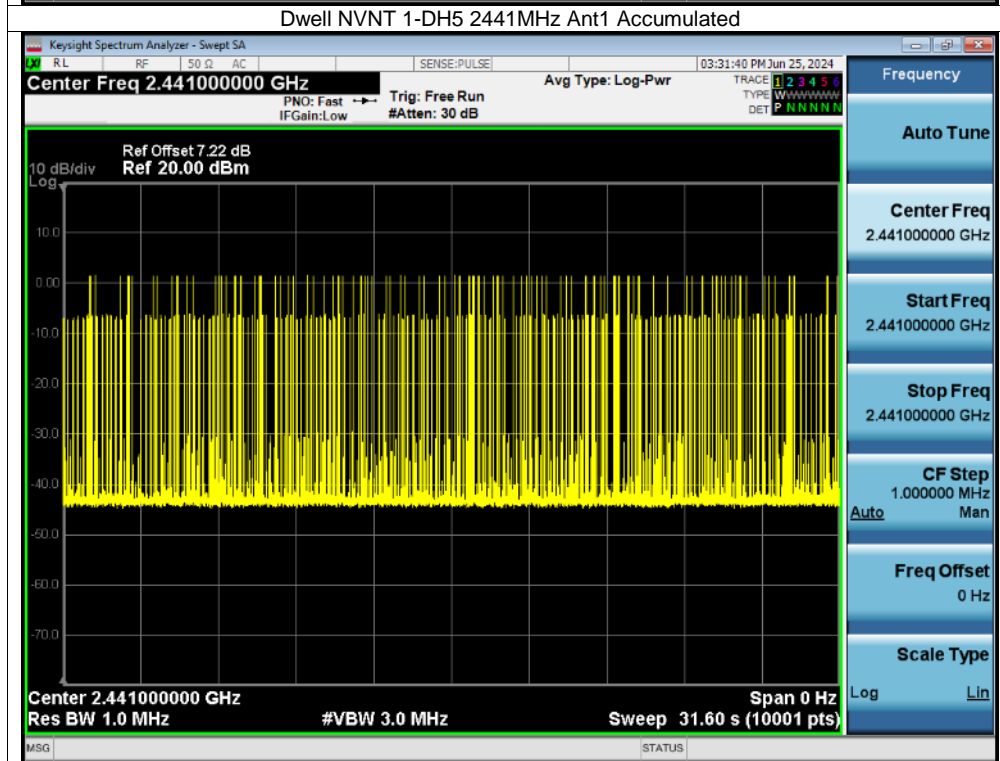 Dwell NVNT 1-DH5 2441MHz Ant1 Accumulated
Keysight Spectrum Analyzer - Swept SA
RL RF 50 Ω AC SENSE:PULSE 03:31:40 PM Jun 25, 2024
Center Freq 2.441000000 GHz
PNO: Fast
IFGain:Low
Trig: Free Run
#Atten: 30 dB
Avg Type: Log-Pwr
TRACE 1 2 3 4 5 6
TYPE WWWWWW
DET P NNNNN
Ref Offset 7.22 dB
10 dB/div Ref 20.00 dBm
Log
10.0
0.00
-10.0
-20.0
-30.0
-40.0
-50.0
-60.0
-70.0
Center 2.441000000 GHz Span 0 Hz
Res BW 1.0 MHz #VBW 3.0 MHz Sweep 31.60 s (10001 pts)
MSG STATUS
Frequency
Auto Tune
Center Freq
2.441000000 GHz
Start Freq
2.441000000 GHz
Stop Freq
2.441000000 GHz
CF Step
1.000000 MHz
Auto Man
Freq Offset
0 Hz
Scale Type
Log Lin